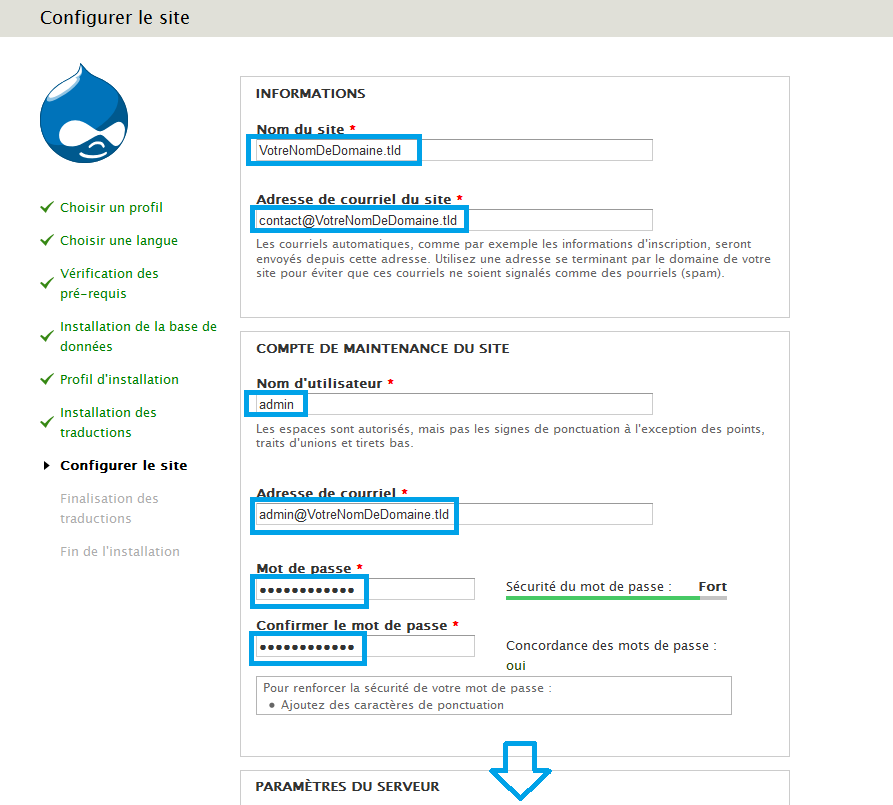 Configurer le site
Choisir un profil
Choisir une langue
Vérification des
pré-requis
Installation de la base de
données
Profil d'installation
Installation des
traductions
Configurer le site
Finalisation des
traductions
Fin de l'installation
INFORMATIONS
Nom du site *
VotreNomDeDomaine.tld
Adresse de courriel du site *
contact@VotreNomDeDomaine.tld
Les courriels automatiques, comme par exemple les informations d'inscription, seront
envoyés depuis cette adresse. Utilisez une adresse se terminant par le domaine de votre
site pour éviter que ces courriels ne soient signalés comme des pourriels (spam).
COMPTE DE MAINTENANCE DU SITE
Nom d'utilisateur *
admin
Les espaces sont autorisés, mais pas les signes de ponctuation à l'exception des points,
traits d'unions et tirets bas.
Adresse de courriel *
admin@VotreNomDeDomaine.tld
Mot de passe *
●●●●●●●●●●●●
Sécurité du mot de passe : Fort
Confirmer le mot de passe *
●●●●●●●●●●●●
Concordance des mots de passe :
oui
Pour renforcer la sécurité de votre mot de passe :
● Ajoutez des caractères de ponctuation
PARAMÈTRES DU SERVEUR